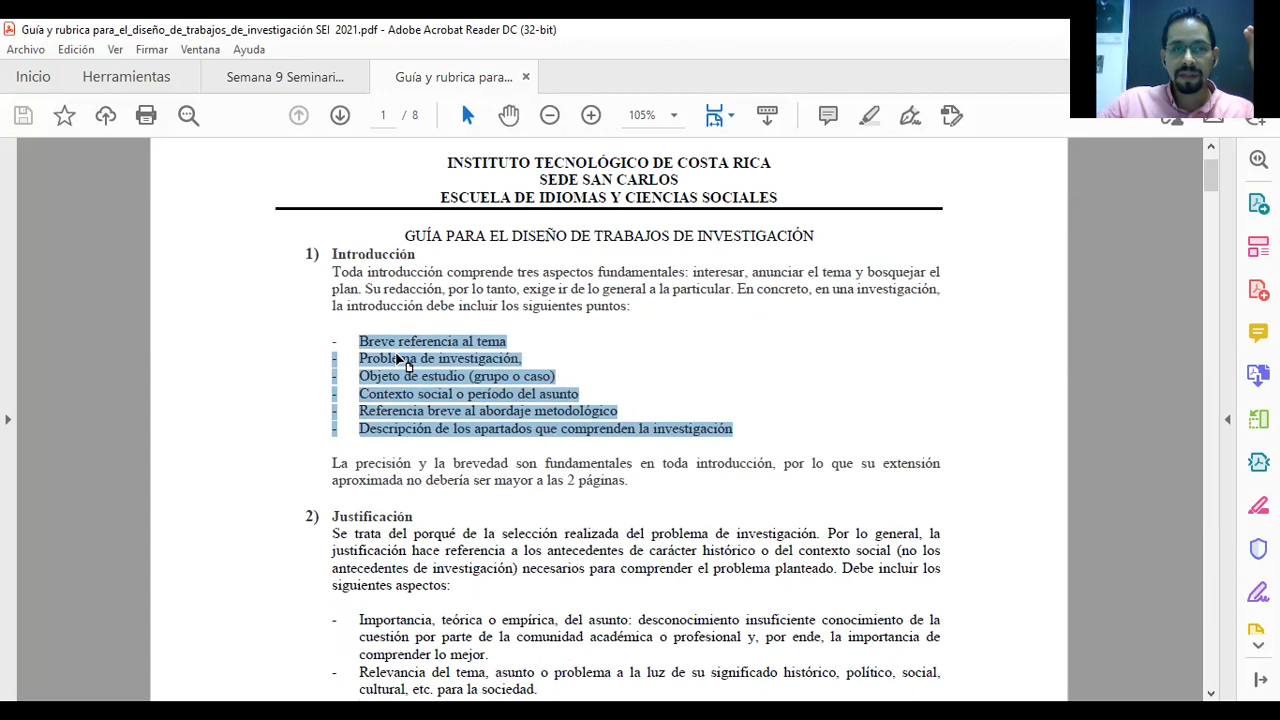 Guía y rubrica para_el_diseño_de_trabajos_de_investigación SEI 2021.pdf - Adobe Acrobat Reader DC (32-bit)
Archivo Edición Ver Firmar Ventana Ayuda
Inicio Herramientas Semana 9 Seminari... Guía y rubrica para... ×
1 / 8 105%
INSTITUTO TECNOLÓGICO DE COSTA RICA
SEDE SAN CARLOS
ESCUELA DE IDIOMAS Y CIENCIAS SOCIALES
GUÍA PARA EL DISEÑO DE TRABAJOS DE INVESTIGACIÓN
1) Introducción
Toda introducción comprende tres aspectos fundamentales: interesar, anunciar el tema y bosquejar el
plan. Su redacción, por lo tanto, exige ir de lo general a la particular. En concreto, en una investigación,
la introducción debe incluir los siguientes puntos:
- Breve referencia al tema
- Problema de investigación,
- Objeto de estudio (grupo o caso)
- Contexto social o período del asunto
- Referencia breve al abordaje metodológico
- Descripción de los apartados que comprenden la investigación
La precisión y la brevedad son fundamentales en toda introducción, por lo que su extensión
aproximada no debería ser mayor a las 2 páginas.
2) Justificación
Se trata del porqué de la selección realizada del problema de investigación. Por lo general, la
justificación hace referencia a los antecedentes de carácter histórico o del contexto social (no los
antecedentes de investigación) necesarios para comprender el problema planteado. Debe incluir los
siguientes aspectos:
- Importancia, teórica o empírica, del asunto: desconocimiento insuficiente conocimiento de la
cuestión por parte de la comunidad académica o profesional y, por ende, la importancia de
comprender lo mejor.
- Relevancia del tema, asunto o problema a la luz de su significado histórico, político, social,
cultural, etc. para la sociedad.